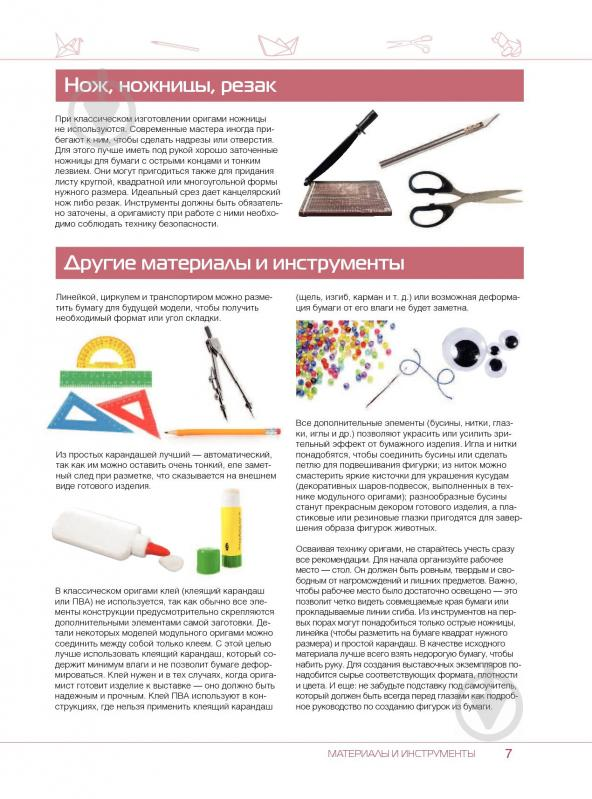 Нож, ножницы, резак
При классическом изготовлении оригами ножницы
не используются. Современные мастера иногда при-
бегают к ним, чтобы сделать надрезы или отверстия.
Для этого лучше иметь под рукой хорошо заточенные
ножницы для бумаги с острыми концами и тонким
лезвием. Они могут пригодиться также для придания
листу круглой, квадратной или многоугольной формы
нужного размера. Идеальный срез дает канцелярский
нож либо резак. Инструменты должны быть обязатель-
но заточены, а оригамисту при работе с ними необхо-
димо соблюдать технику безопасности.
Другие материалы и инструменты
Линейкой, циркулем и транспортиром можно разме-
тить бумагу для будущей модели, чтобы получить
необходимый формат или угол складки.
Из простых карандашей лучший — автоматический,
так как им можно оставить очень тонкий, еле замет-
ный след при разметке, что сказывается на внешнем
виде готового изделия.
В классическом оригами клей (клеящий карандаш
или ПВА) не используется, так как обычно все эле-
менты конструкции предусмотрительно скрепляются
дополнительными элементами самой заготовки. Де-
тали некоторых моделей модульного оригами можно
соединить между собой только клеем. С этой целью
лучше использовать клеящий карандаш, который со-
держит минимум влаги и не позволит бумаге дефор-
мироваться. Клей нужен и в тех случаях, когда орига-
мист готовит изделие к выставке — оно должно быть
надежным и прочным. Клей ПВА используют в кон-
струкциях, где нельзя применить клеящий карандаш
(щель, изгиб, карман и т. д.) или возможная деформа-
ция бумаги от его влаги не будет заметна.
Все дополнительные элементы (бусины, нитки, глаз-
ки, иглы и др.) позволяют украсить или усилить зри-
тельный эффект от бумажного изделия. Игла и нитки
понадобятся, чтобы соединить бусины или сделать
петлю для подвешивания фигурки; из ниток можно
смастерить яркие кисточки для украшения кусудам
(декоративных шаров-подвесок, выполненных в тех-
нике модульного оригами); разнообразные бусины
станут прекрасным декором готового изделия, а пла-
стиковые или резиновые глазки пригодятся для завер-
шения образа фигурок животных.
Осваивая технику оригами, не старайтесь учесть сразу
все рекомендации. Для начала организуйте рабочее
место — стол. Он должен быть ровным, твердым и сво-
бодным от нагромождений и лишних предметов. Важно,
чтобы рабочее место было достаточно освещено — это
позволит четко видеть совмещаемые края бумаги или
прокладываемые линии сгиба. Из инструментов на пер-
вых порах могут понадобиться только острые ножницы,
линейка (чтобы разметить на бумаге квадрат нужного
размера) и простой карандаш. В качестве исходного
материала лучше всего взять недорогую бумагу, чтобы
набить руку. Для создания выставочных экземпляров по-
надобится сырье соответствующих формата, плотности
и цвета. И еще: не забудьте подставку под самоучитель,
который должен быть всегда перед глазами как подроб-
ное руководство по созданию фигурок из бумаги.
МАТЕРИАЛЫ И ИНСТРУМЕНТЫ 7